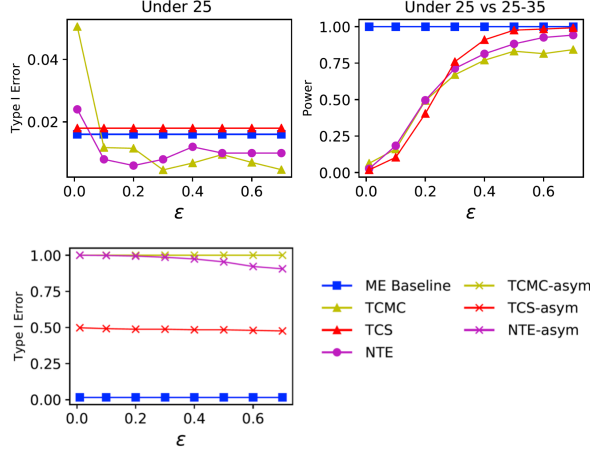 Under 25
Type I Error
0.04
0.02
0.0 0.2 0.4 0.6
ε
Under 25 vs 25-35
Power
1.00
0.75
0.50
0.25
0.00
0.0 0.2 0.4 0.6
ε
Type I Error
1.00
0.75
0.50
0.25
0.00
0.0 0.2 0.4 0.6
ε
ME Baseline
TCMC
TCS
NTE
TCMC-asym
TCS-asym
NTE-asym